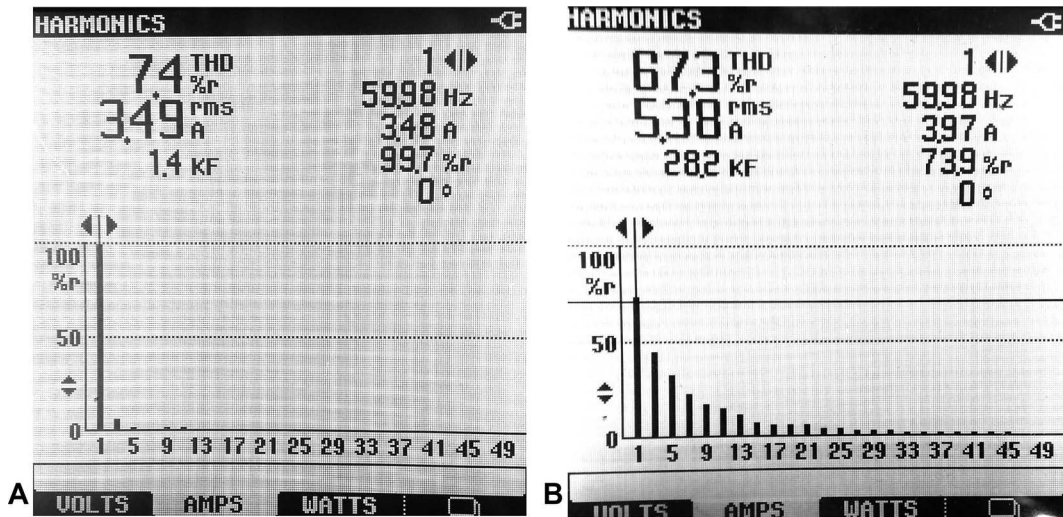 HARMONICS
7.4 THD %r
3.49 rms A
1.4 KF
1
59.98 Hz
3.48 A
99.7 %r
0 °
100
%r
50
0
1 5 9 13 17 21 25 29 33 37 41 45 49
VOLTS AMPS WATTS
A
HARMONICS
67.3 THD %r
5.38 rms A
28.2 KF
1
59.98 Hz
3.97 A
73.9 %r
0 °
100
%r
50
0
1 5 9 13 17 21 25 29 33 37 41 45 49
VOLTS AMPS WATTS
B